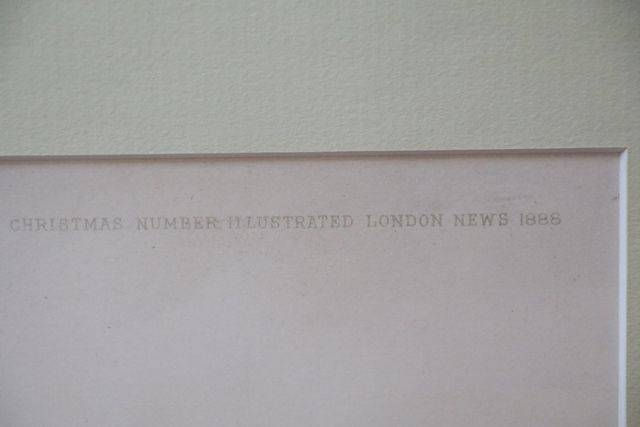 CHRISTMAS NUMBER ILLUSTRATED LONDON NEWS 1888